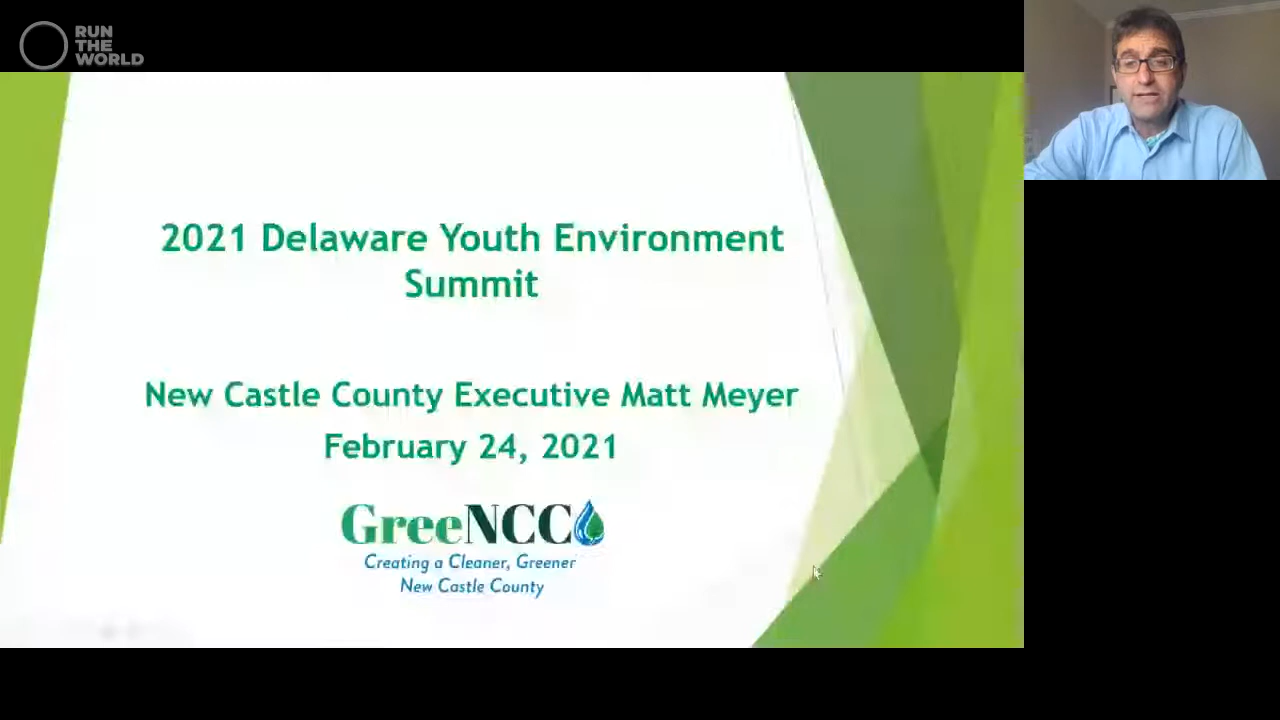 RUN
THE
WORLD
2021 Delaware Youth Environment
Summit
New Castle County Executive Matt Meyer
February 24, 2021
GreeNCC
Creating a Cleaner, Greener
New Castle County